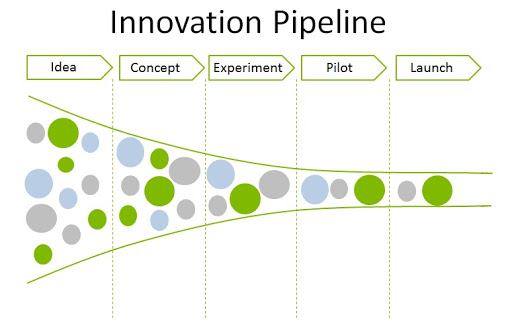 Innovation Pipeline
Idea
Concept
Experiment
Pilot
Launch